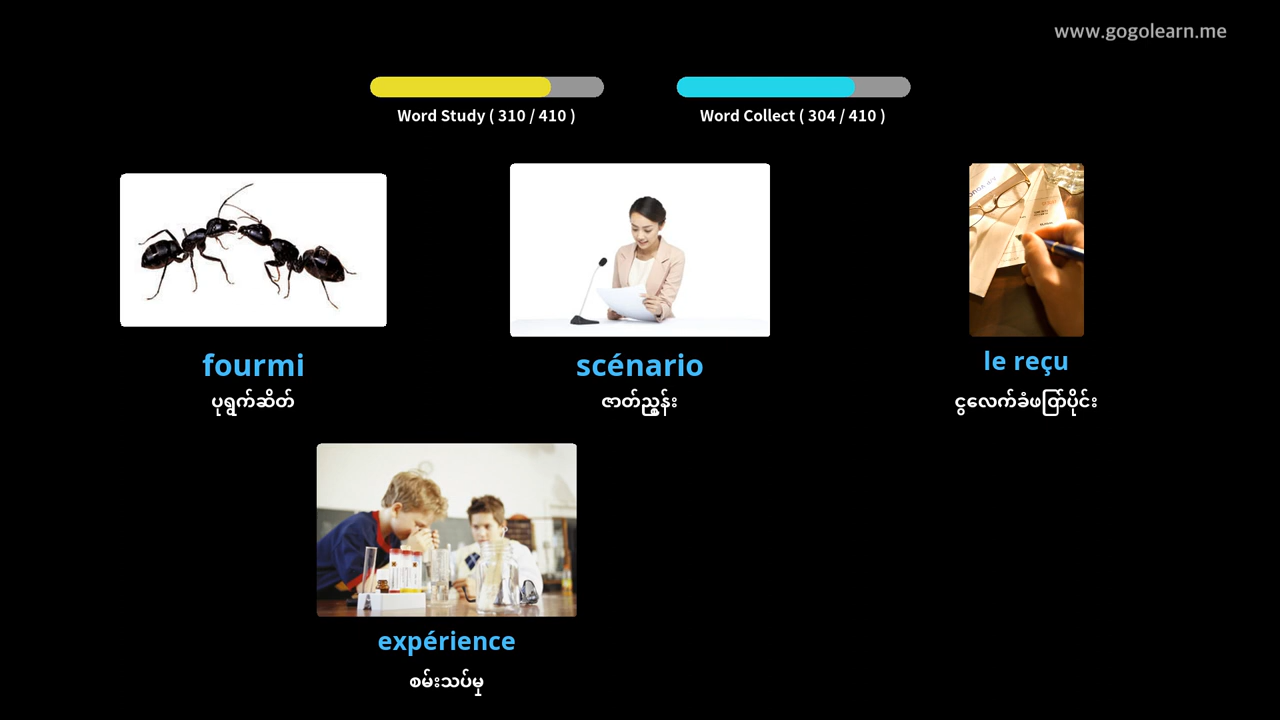 www.gogolearn.me
Word Study ( 310 / 410 )
Word Collect ( 304 / 410 )
fourmi
scénario
le reçu
ပုရွက်ဆိတ်
ဇာတ်ညွှန်း
ငွလေက်ခံဖြတ်ပိုင်း
expérience
စမ်းသပ်မှ